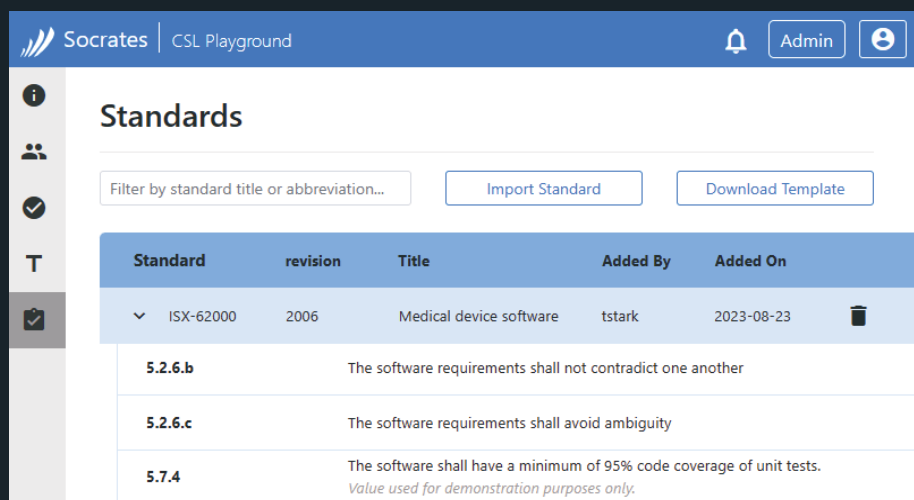 Socrates CSL Playground Admin
Standards
Filter by standard title or abbreviation... Import Standard Download Template
Standard revision Title Added By Added On
ISX-62000 2006 Medical device software tstark 2023-08-23
5.2.6.b The software requirements shall not contradict one another
5.2.6.c The software requirements shall avoid ambiguity
5.7.4 The software shall have a minimum of 95% code coverage of unit tests.
Value used for demonstration purposes only.